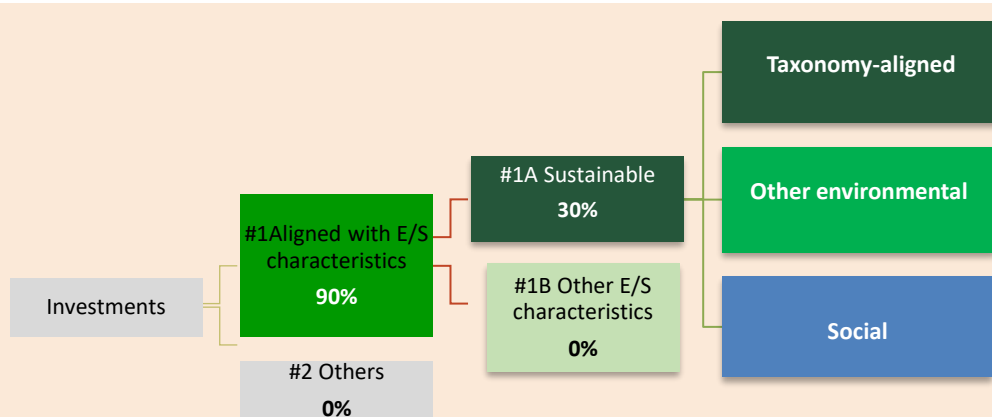 Investments
#1Aligned with E/S
characteristics
90%
#2 Others
0%
#1A Sustainable
30%
#1B Other E/S
characteristics
0%
Taxonomy-aligned
Other environmental
Social